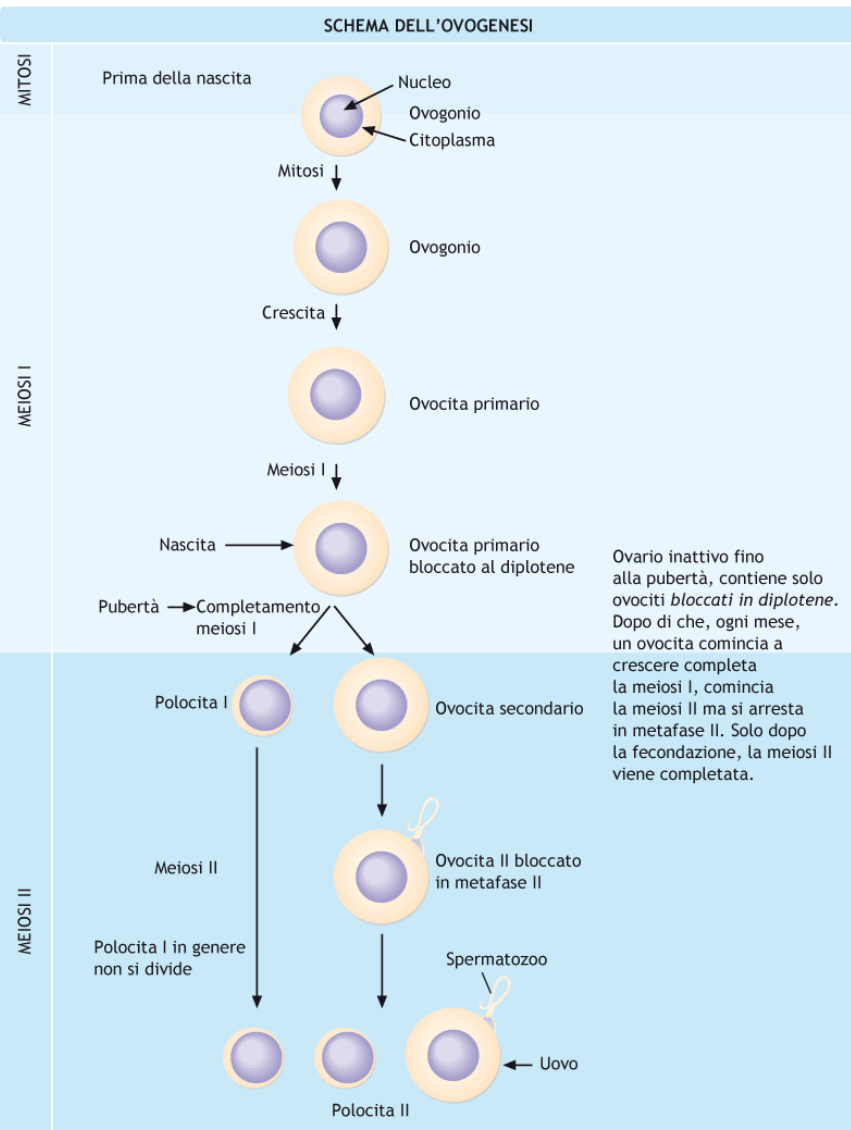 SCHEMA DELL'OVOGENESI
MITOSI
Prima della nascita
Nucleo
Ovogonio
Citoplasma
Mitosi
Ovogonio
Crescita
MEIOSI I
Ovocita primario
Meiosi I
Nascita
Ovocita primario
bloccato al diplotene
Pubertà
Completamento
meiosi I
Ovario inattivo fino
alla pubertà, contiene solo
ovociti bloccati in diplotene.
Dopo di che, ogni mese,
un ovocita comincia a
crescere completa
la meiosi I, comincia
la meiosi II ma si arresta
in metafase II. Solo dopo
la fecondazione, la meiosi II
viene completata.
MEIOSI II
Polocita I
Ovocita secondario
Meiosi II
Ovocita II bloccato
in metafase II
Polocita I in genere
non si divide
Spermatozoo
Uovo
Polocita II